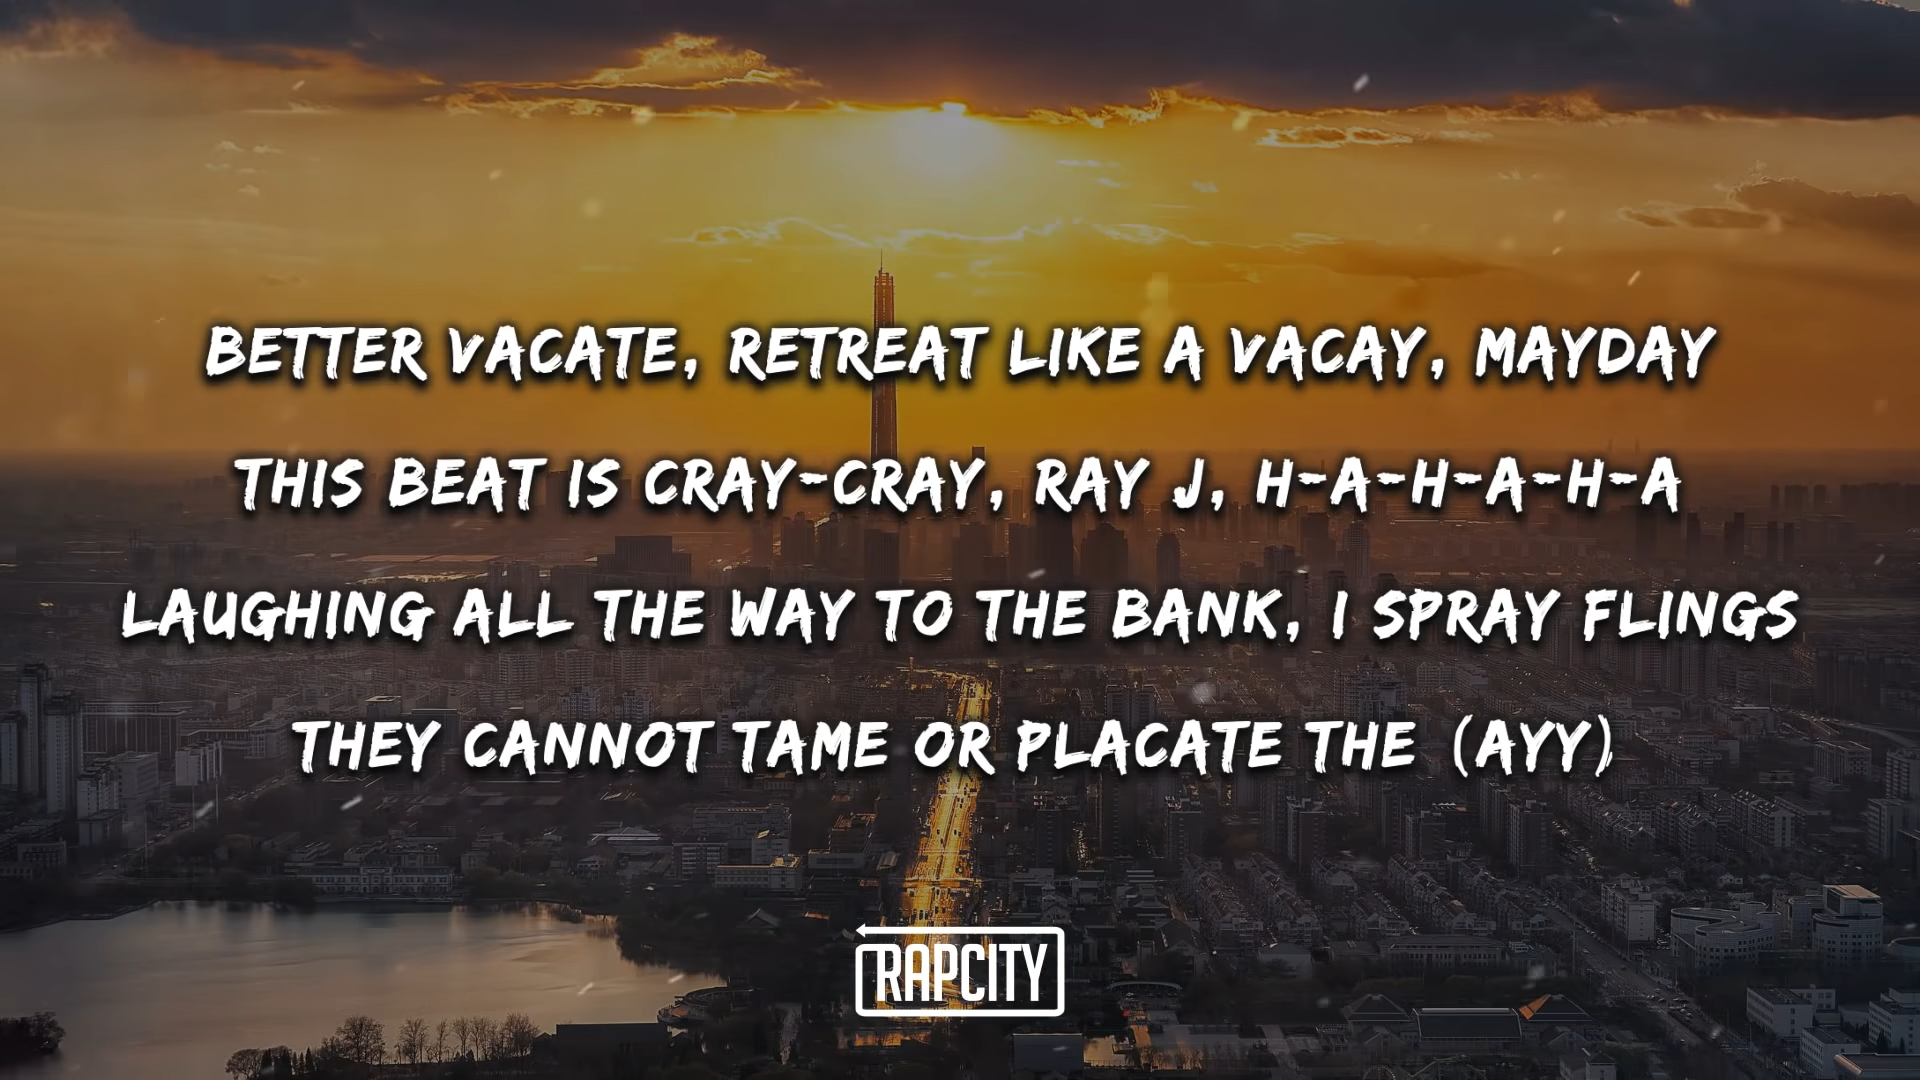 BETTER VACATE, RETREAT LIKE A VACAY, MAYDAY
THIS BEAT IS CRAY-CRAY, RAY J, H-A-H-A-H-A
LAUGHING ALL THE WAY TO THE BANK, I SPRAY FLINGS
THEY CANNOT TAME OR PLACATE THE (AYY)
RAPCITY